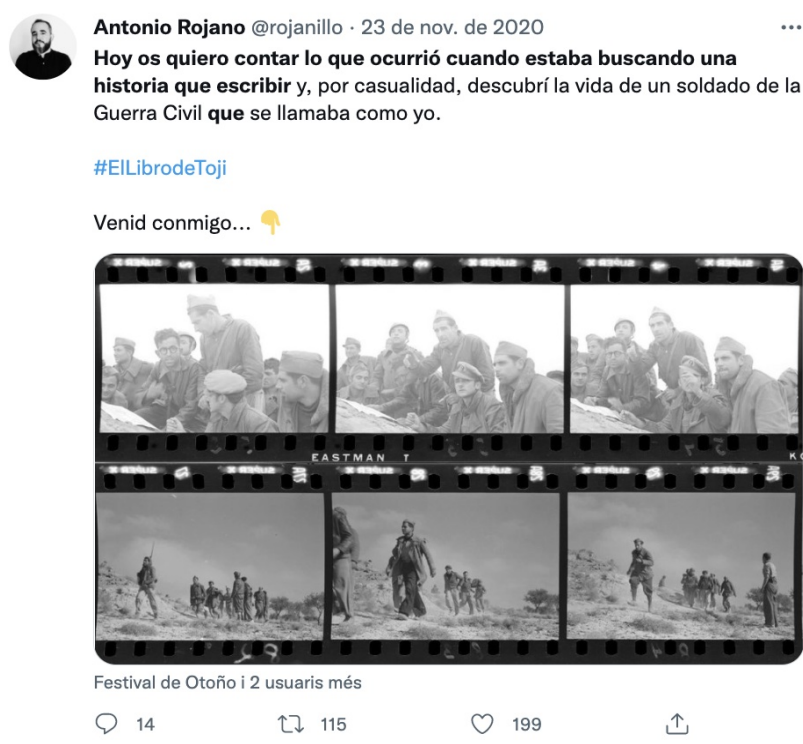 Antonio Rojano @rojanillo · 23 de nov. de 2020
Hoy os quiero contar lo que ocurrió cuando estaba buscando una
historia que escribir y, por casualidad, descubrí la vida de un soldado de la
Guerra Civil que se llamaba como yo.
#ElLibrodeToji
Venid conmigo...
EASTMAN
Festival de Otoño i 2 usuaris més
14 115 199